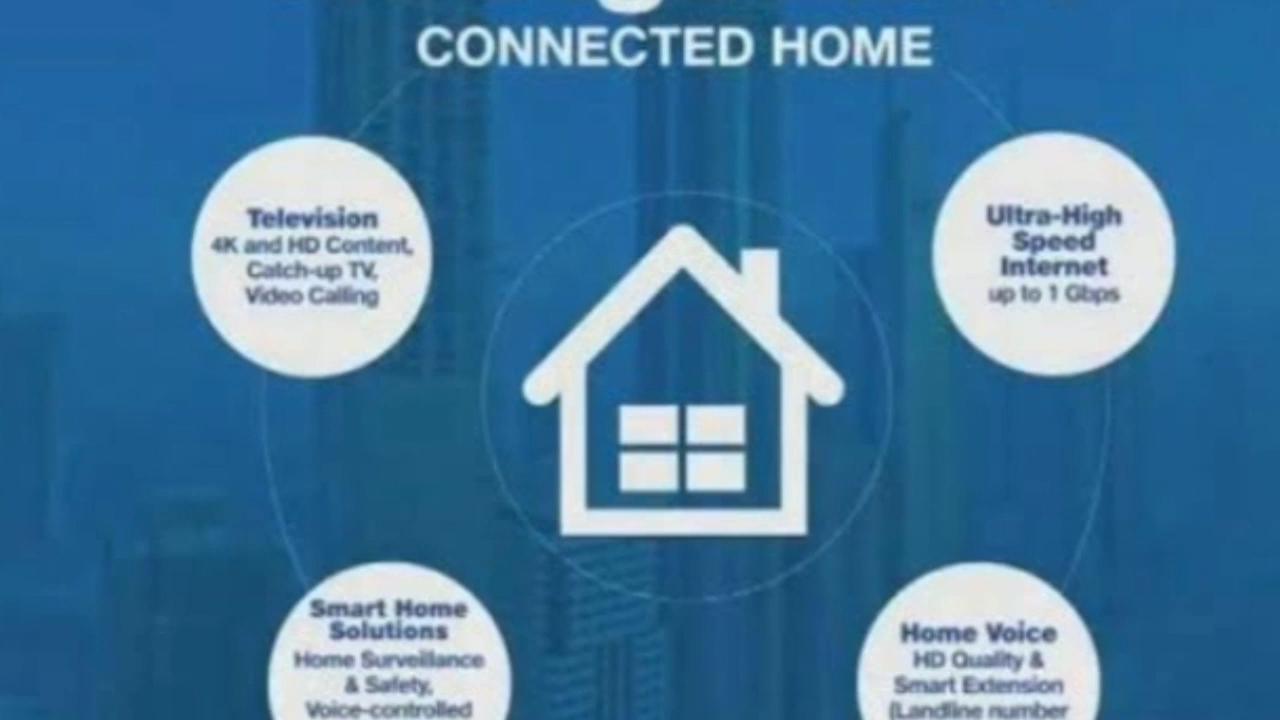 CONNECTED HOME
Television
4K and HD Content,
Catch-up TV,
Video Calling
Ultra-High
Speed
Internet
up to 1 Gbps
Smart Home
Solutions
Home Surveillance
& Safety,
Voice-controlled
Home Voice
HD Quality &
Smart Extension
(Landline number